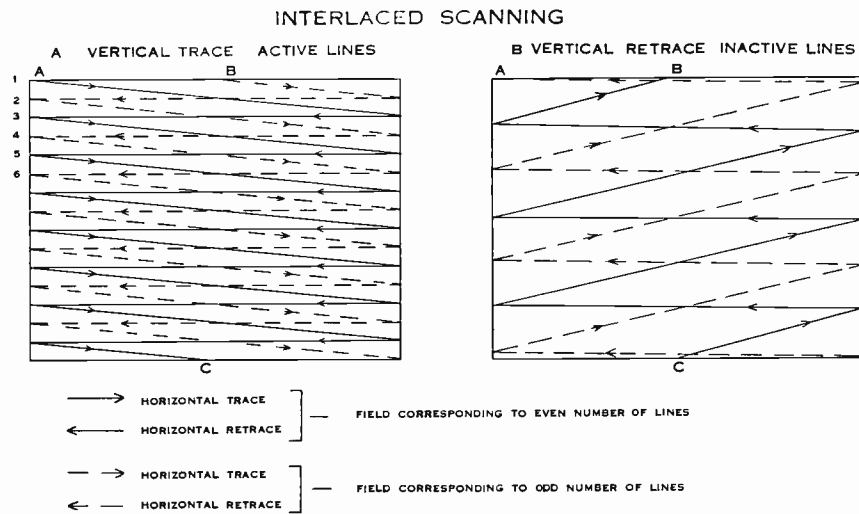 INTERLACED SCANNING
A VERTICAL TRACE ACTIVE LINES
A B
1
2
3
4
5
6
C
B VERTICAL RETRACE INACTIVE LINES
A B
C
HORIZONTAL TRACE
HORIZONTAL RETRACE
FIELD CORRESPONDING TO EVEN NUMBER OF LINES
HORIZONTAL TRACE
HORIZONTAL RETRACE
FIELD CORRESPONDING TO ODD NUMBER OF LINES